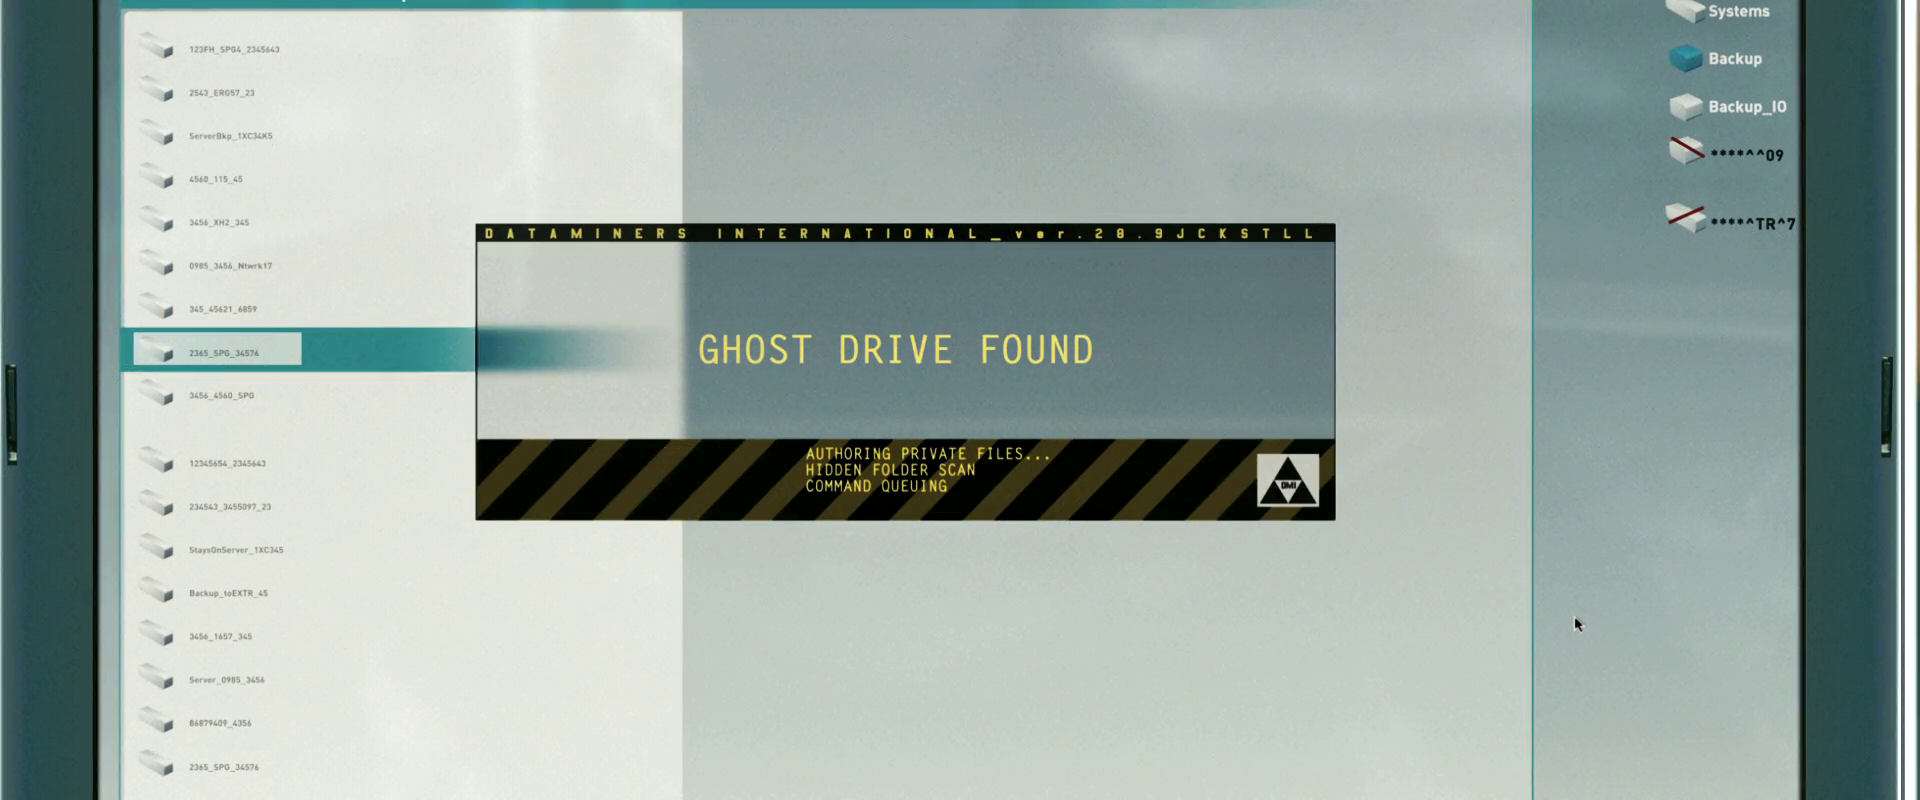 123FH_SPG4_2345643
2543_ERG57_23
ServerBkp_1XC34K5
4560_115_45
3456_XH2_345
0985_3456_Ntwrk17
345_45621_6859
2365_SPG_34576
3456_4560_SPG
12345654_2345643
234543_3455097_23
StaysOnServer_1XC345
Backup_toEXTR_45
3456_1657_345
Server_0985_3456
86879409_4356
2365_SPG_34576
DATAMINERS INTERNATIONAL_ver.28.9JCKSTLL
GHOST DRIVE FOUND
AUTHORING PRIVATE FILES...
HIDDEN FOLDER SCAN
COMMAND QUEUING
DMI
Systems
Backup
Backup_IO
****^^09
*****^TR^7